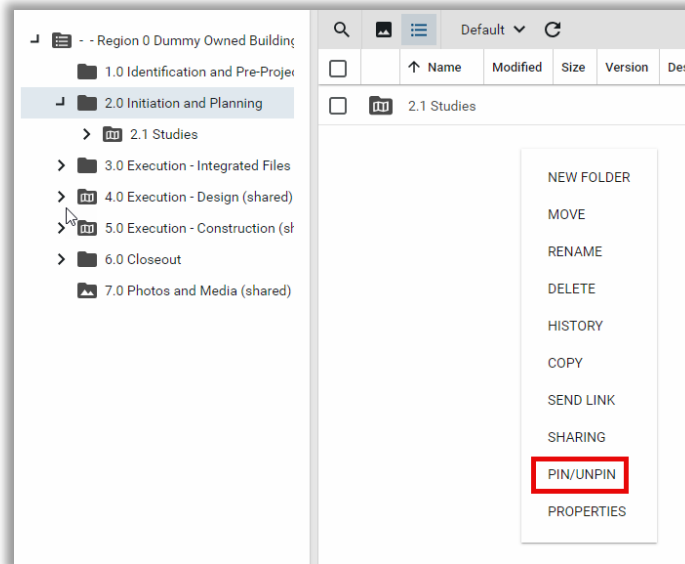 - - Region 0 Dummy Owned Building
1.0 Identification and Pre-Projec
2.0 Initiation and Planning
2.1 Studies
3.0 Execution - Integrated Files
4.0 Execution - Design (shared)
5.0 Execution - Construction (sh
6.0 Closeout
7.0 Photos and Media (shared)
Default
Name Modified Size Version Des
2.1 Studies
NEW FOLDER
MOVE
RENAME
DELETE
HISTORY
COPY
SEND LINK
SHARING
PIN/UNPIN
PROPERTIES